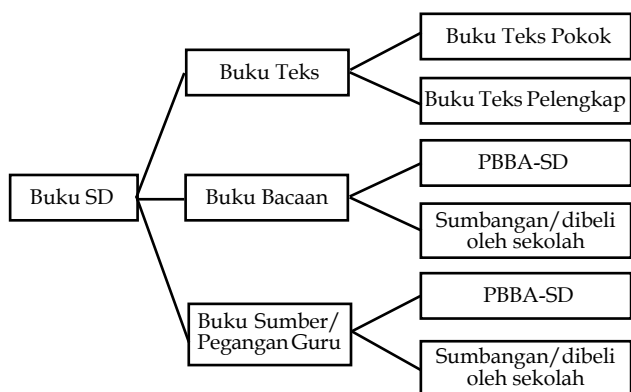 Buku SD
Buku Teks
Buku Teks Pokok
Buku Teks Pelengkap
Buku Bacaan
PBBA-SD
Sumbangan/dibeli
oleh sekolah
Buku Sumber/
Pegangan Guru
PBBA-SD
Sumbangan/dibeli
oleh sekolah